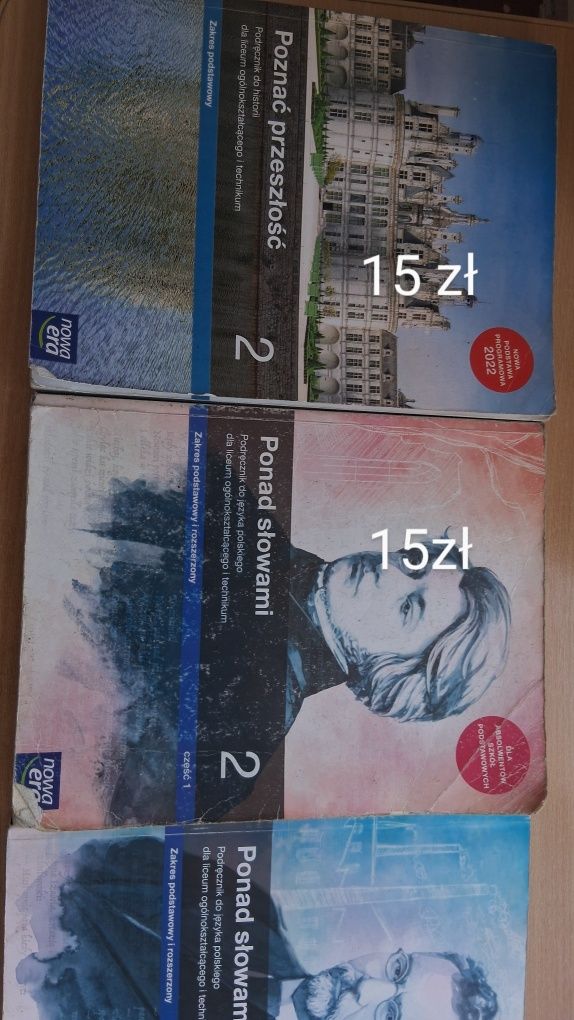 Poznać przeszłość
Podręcznik do historii
dla liceum ogólnokształcącego i technikum
Zakres podstawowy
2
15 zł
NOWA
PODSTAWA
PROGRAMOWA
2022
nowa
era
Ponad słowami
Podręcznik do języka polskiego
dla liceum ogólnokształcącego i technikum
Zakres podstawowy i rozszerzony
2
część 1
15zł
DLA
ABSOLWENTÓW
SZKÓŁ
PODSTAWOWYCH
nowa
era
Ponad słowam
Podręcznik do języka polskiego
dla liceum ogólnokształcącego i techn
Zakres podstawowy i rozszerzony